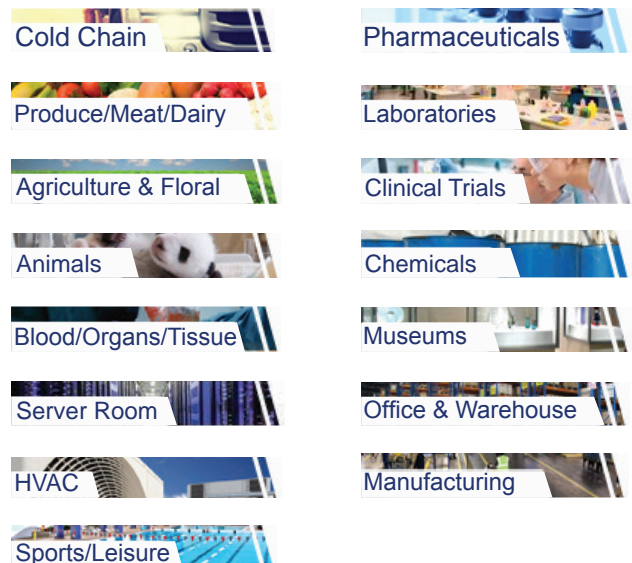 Cold Chain
Pharmaceuticals
Produce/Meat/Dairy
Laboratories
Agriculture & Floral
Clinical Trials
Animals
Chemicals
Blood/Organs/Tissue
Museums
Server Room
Office & Warehouse
HVAC
Manufacturing
Sports/Leisure